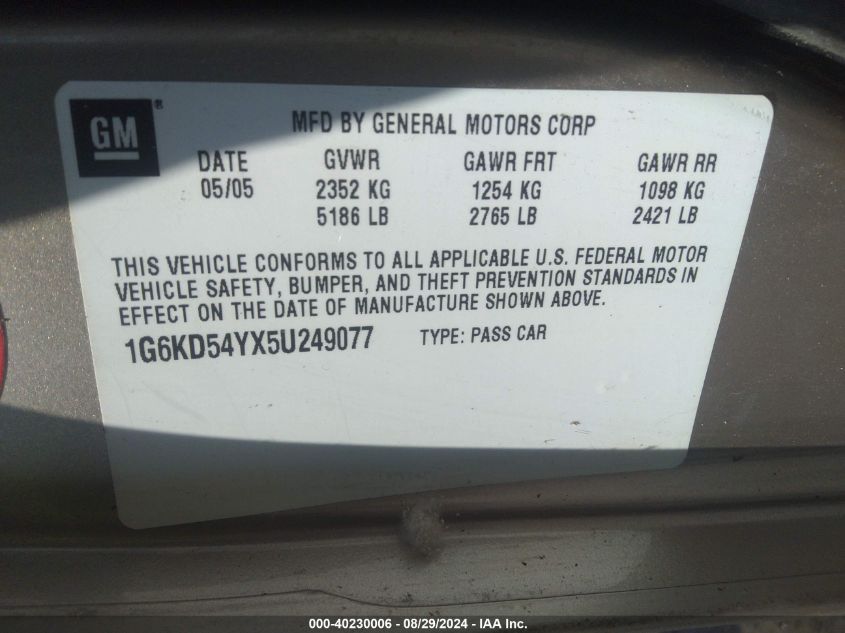 GM ®
MFD BY GENERAL MOTORS CORP
DATE GVWR GAWR FRT GAWR RR
05/05 2352 KG 1254 KG 1098 KG
5186 LB 2765 LB 2421 LB
THIS VEHICLE CONFORMS TO ALL APPLICABLE U.S. FEDERAL MOTOR
VEHICLE SAFETY, BUMPER, AND THEFT PREVENTION STANDARDS IN
EFFECT ON THE DATE OF MANUFACTURE SHOWN ABOVE.
1G6KD54YX5U249077 TYPE: PASS CAR
000-40230006 - 08/29/2024 - IAAI Inc.